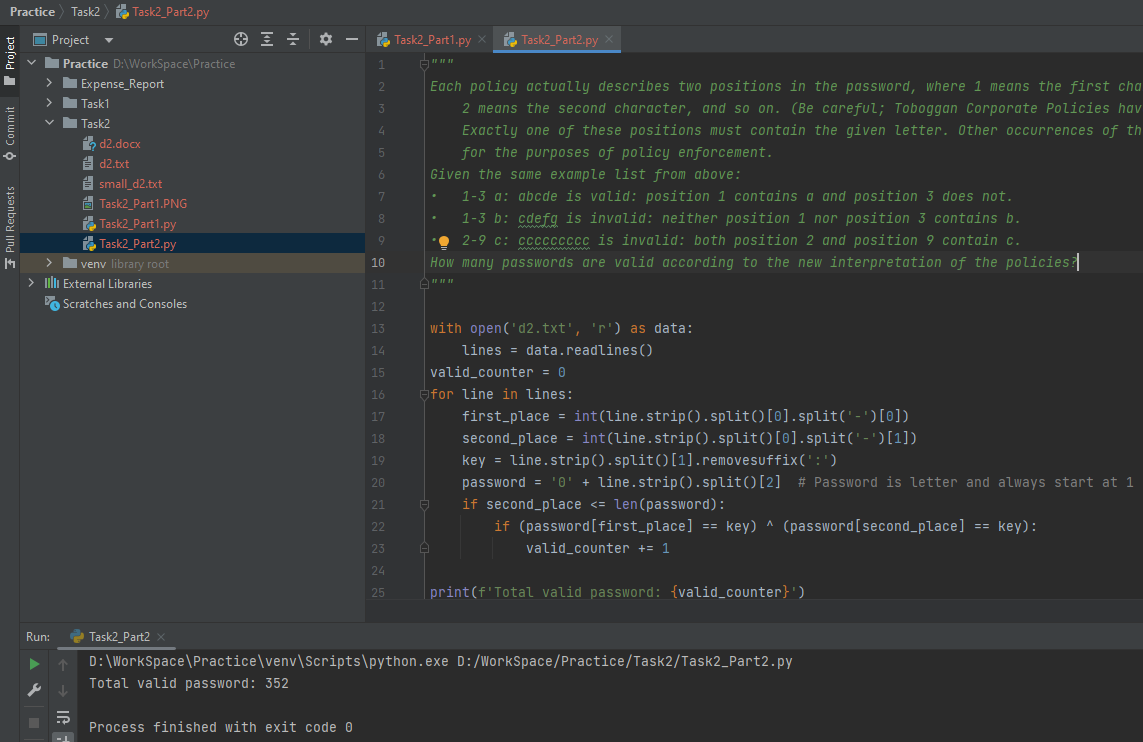 Practice Task2 Task2_Part2.py
Project
Commit
Pull Requests
Project
Practice D:\WorkSpace\Practice
Expense_Report
Task1
Task2
d2.docx
d2.txt
small_d2.txt
Task2_Part1.PNG
Task2_Part1.py
Task2_Part2.py
venv library root
External Libraries
Scratches and Consoles
Task2_Part1.py Task2_Part2.py
1 """
2 Each policy actually describes two positions in the password, where 1 means the first cha
3 2 means the second character, and so on. (Be careful; Toboggan Corporate Policies hav
4 Exactly one of these positions must contain the given letter. Other occurrences of th
5 for the purposes of policy enforcement.
6 Given the same example list from above:
7 • 1-3 a: abcde is valid: position 1 contains a and position 3 does not.
8 • 1-3 b: cdefg is invalid: neither position 1 nor position 3 contains b.
9 • 2-9 c: ccccccccc is invalid: both position 2 and position 9 contain c.
10 How many passwords are valid according to the new interpretation of the policies?
11 """
12
13 with open('d2.txt', 'r') as data:
14 lines = data.readlines()
15 valid_counter = 0
16 for line in lines:
17 first_place = int(line.strip().split()[0].split('-')[0])
18 second_place = int(line.strip().split()[0].split('-')[1])
19 key = line.strip().split()[1].removesuffix(':')
20 password = '0' + line.strip().split()[2] # Password is letter and always start at 1
21 if second_place <= len(password):
22 if (password[first_place] == key) ^ (password[second_place] == key):
23 valid_counter += 1
24
25 print(f'Total valid password: {valid_counter}')
Run: Task2_Part2
D:\WorkSpace\Practice\venv\Scripts\python.exe D:/WorkSpace/Practice/Task2/Task2_Part2.py
Total valid password: 352
Process finished with exit code 0